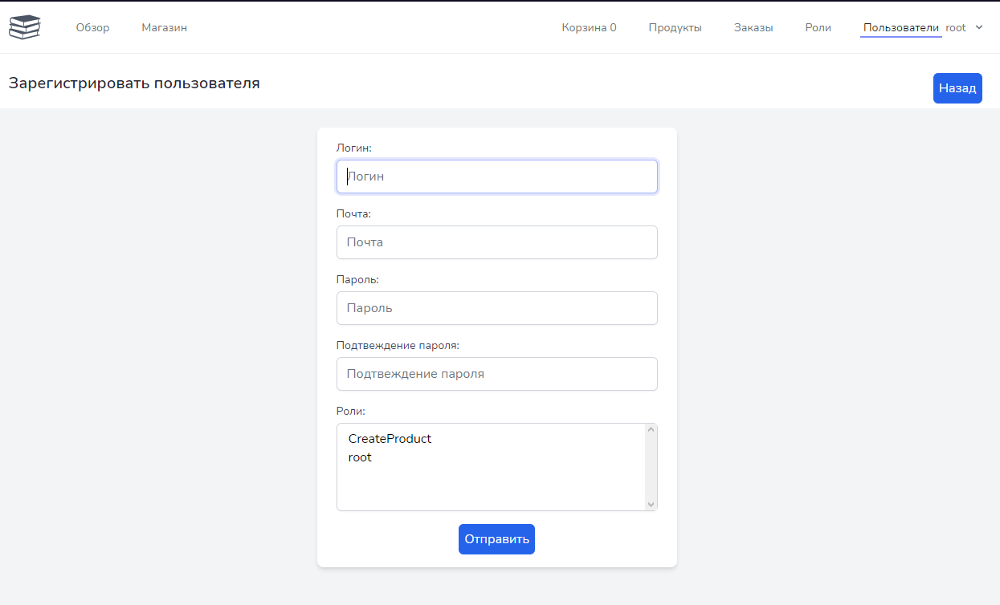 Обзор Магазин Корзина 0 Продукты Заказы Роли Пользователи root
Зарегистрировать пользователя
Назад
Логин:
Логин
Почта:
Почта
Пароль:
Пароль
Подтвеждение пароля:
Подтвеждение пароля
Роли:
CreateProduct
root
Отправить